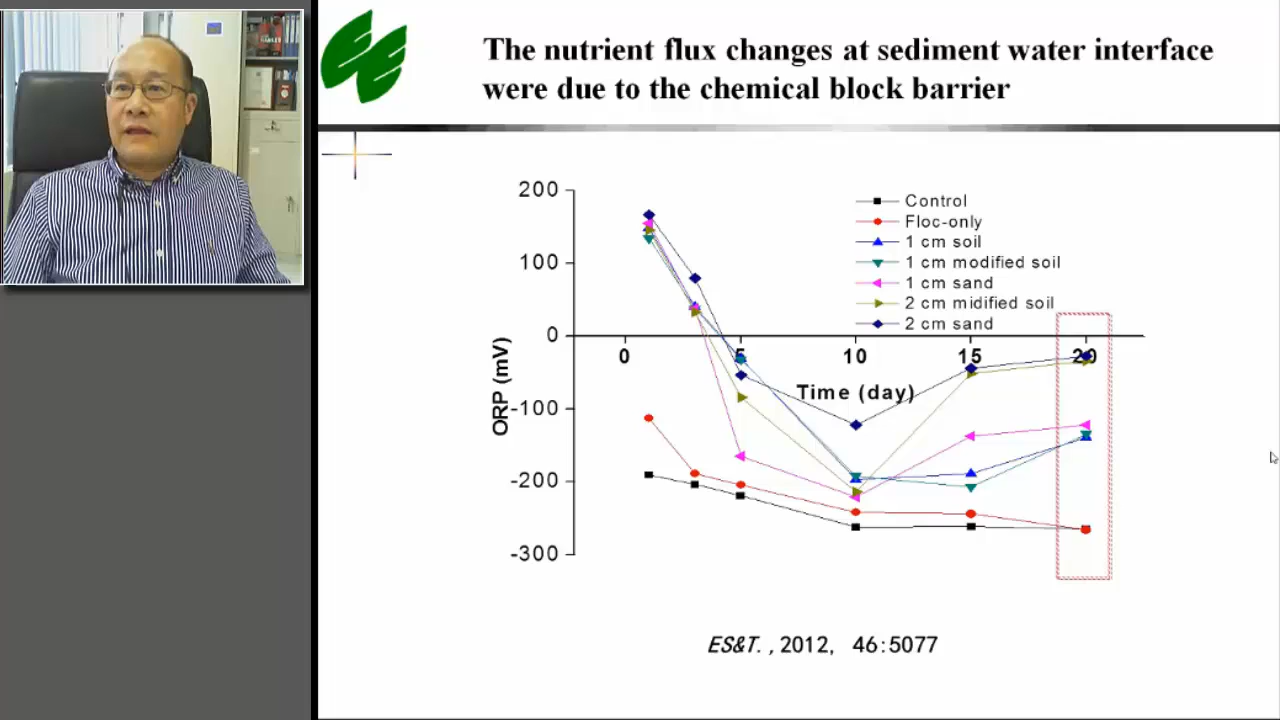 The nutrient flux changes at sediment water interface
were due to the chemical block barrier
200
100
0
-100
-200
-300
ORP (mV)
0
5
10
15
20
Time (day)
Control
Floc-only
1 cm soil
1 cm modified soil
1 cm sand
2 cm midified soil
2 cm sand
ES&T. ,2012, 46:5077